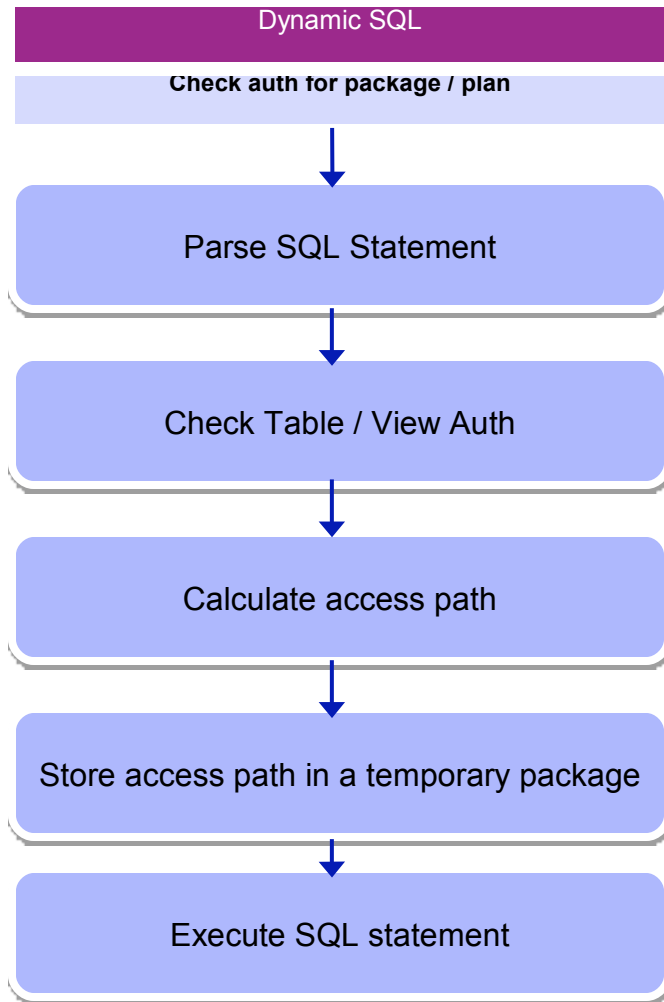 Dynamic SQL
Check auth for package / plan
Parse SQL Statement
Check Table / View Auth
Calculate access path
Store access path in a temporary package
Execute SQL statement